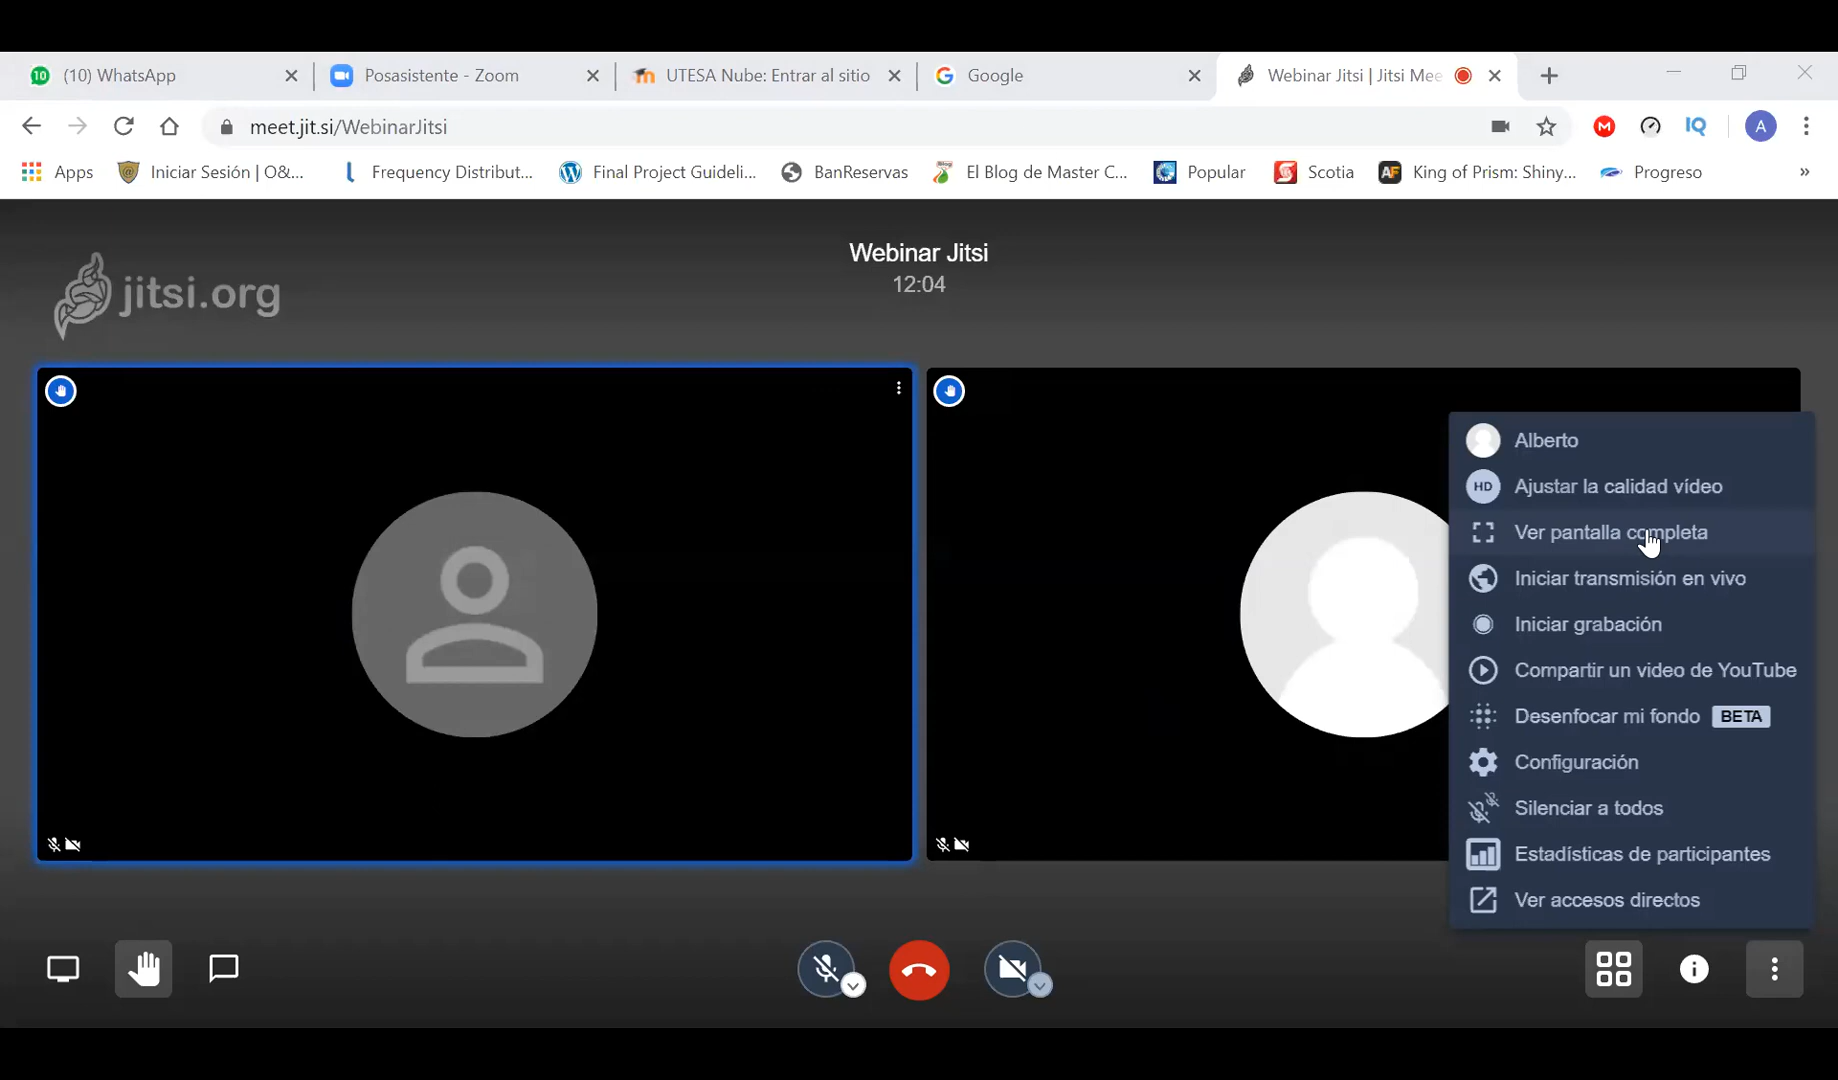 10 (10) WhatsApp
Posasistente - Zoom
UTESA Nube: Entrar al sitio
Google
Webinar Jitsi | Jitsi Mee
meet.jit.si/WebinarJitsi
M
IQ
A
Apps
Iniciar Sesión | O&...
Frequency Distribut...
Final Project Guideli...
BanReservas
El Blog de Master C...
Popular
Scotia
AF King of Prism: Shiny...
Progreso
»
jitsi.org
Webinar Jitsi
12:04
Alberto
HD Ajustar la calidad vídeo
Ver pantalla completa
Iniciar transmisión en vivo
Iniciar grabación
Compartir un video de YouTube
Desenfocar mi fondo BETA
Configuración
Silenciar a todos
Estadísticas de participantes
Ver accesos directos